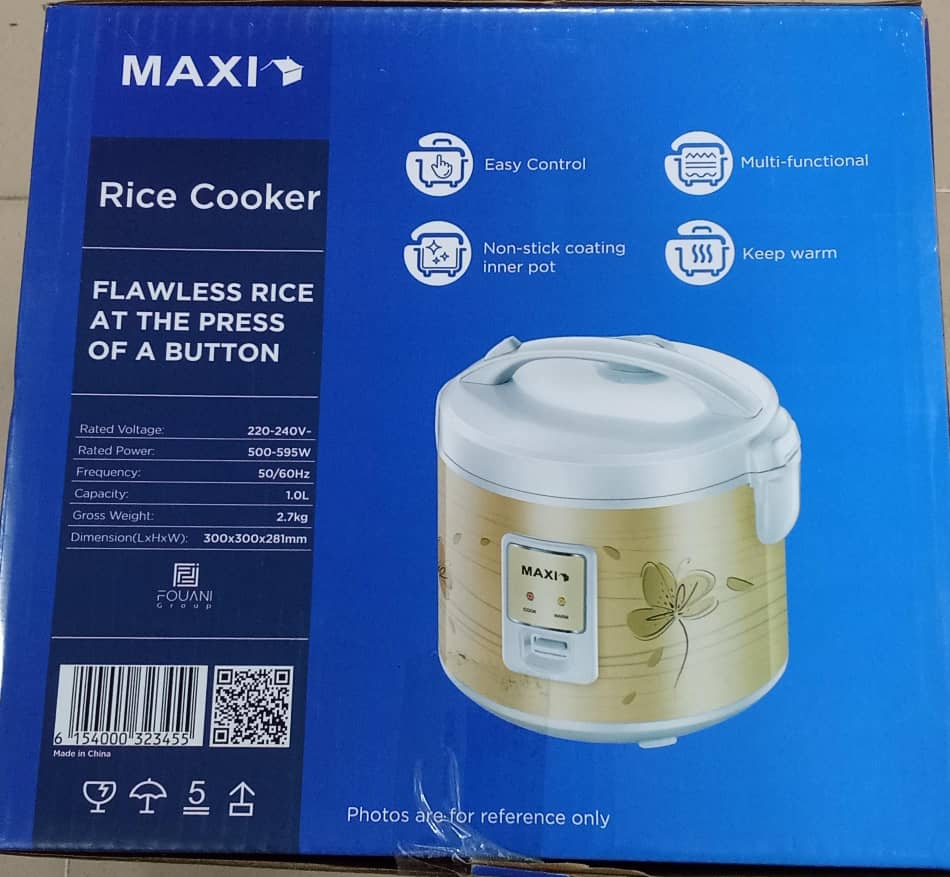 MAXI
Rice Cooker
FLAWLESS RICE
AT THE PRESS
OF A BUTTON
Rated Voltage: 220-240V~
Rated Power: 500-595W
Frequency: 50/60Hz
Capacity: 1.0L
Gross Weight: 2.7kg
Dimension(LxHxW): 300x300x281mm
FOUANI
Group
6 154000 323455
Made in China
5
Easy Control
Multi-functional
Non-stick coating
inner pot
Keep warm
MAXI
COOK WARM
Photos are for reference only